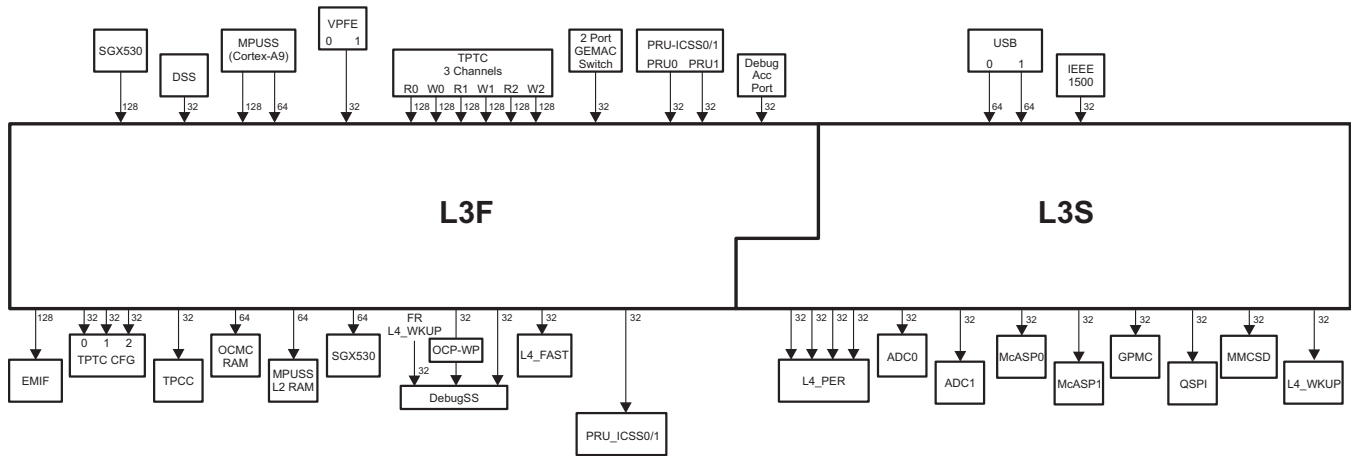 SGX530
DSS
MPUSS
(Cortex-A9)
VPFE
0 1
TPTC
3 Channels
R0 W0 R1 W1 R2 W2
2 Port
GEMAC
Switch
PRU-ICSS0/1
PRU0 PRU1
Debug
Acc
Port
USB
0 1
IEEE
1500
128
32
128
64
32
128 128 128 128 128 128
32
32
32
32
64
64
32
L3F
L3S
128
32 32 32
32
64
64
64
FR
L4_WKUP
32
32
32
32
32
32 32 32 32
32
32
32
32
32
32
32
32
EMIF
0 1 2
TPTC CFG
TPCC
OCMC
RAM
MPUSS
L2 RAM
SGX530
OCP-WP
DebugSS
L4_FAST
PRU_ICSS0/1
L4_PER
ADC0
ADC1
McASP0
McASP1
GPMC
QSPI
MMCSD
L4_WKUP